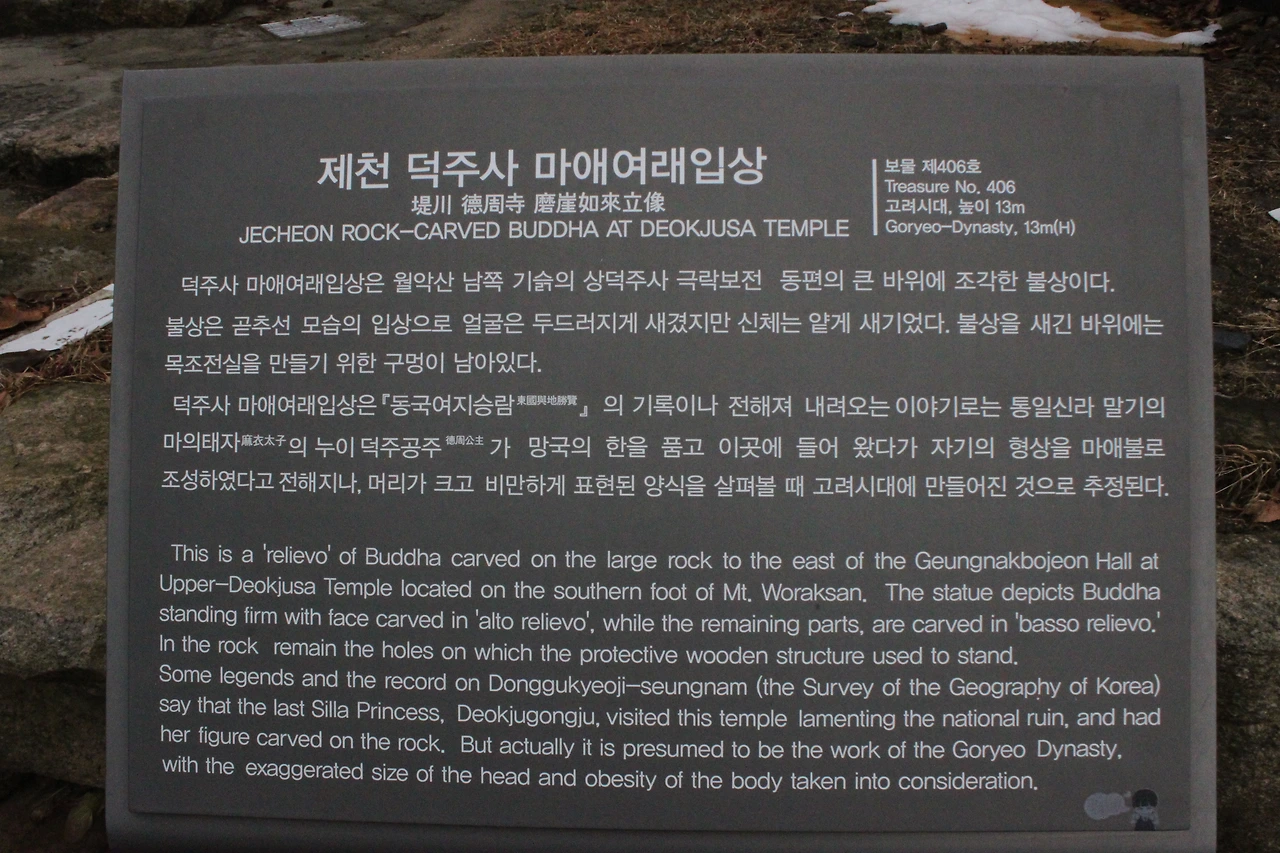 제천 덕주사 마애여래입상
堤川 德周寺 磨崖如來立像
JECHEON ROCK-CARVED BUDDHA AT DEOKJUSA TEMPLE
보물 제406호
Treasure No. 406
고려시대, 높이 13m
Goryeo-Dynasty, 13m(H)
덕주사 마애여래입상은 월악산 남쪽 기슭의 상덕주사 극락보전 동편의 큰 바위에 조각한 불상이다.
불상은 곧추선 모습의 입상으로 얼굴은 두드러지게 새겼지만 신체는 얕게 새기었다. 불상을 새긴 바위에는
목조전실을 만들기 위한 구멍이 남아있다.
덕주사 마애여래입상은『동국여지승람東國輿地勝覽』의 기록이나 전해져 내려오는 이야기로는 통일신라 말기의
마의태자麻衣太子의 누이 덕주공주德周公主가 망국의 한을 품고 이곳에 들어 왔다가 자기의 형상을 마애불로
조성하였다고 전해지나, 머리가 크고 비만하게 표현된 양식을 살펴볼 때 고려시대에 만들어진 것으로 추정된다.
This is a 'relievo' of Buddha carved on the large rock to the east of the Geungnakbojeon Hall at
Upper-Deokjusa Temple located on the southern foot of Mt. Woraksan. The statue depicts Buddha
standing firm with face carved in 'alto relievo', while the remaining parts, are carved in 'basso relievo.'
In the rock remain the holes on which the protective wooden structure used to stand.
Some legends and the record on Donggukyeoji-seungnam (the Survey of the Geography of Korea)
say that the last Silla Princess, Deokjugongju, visited this temple lamenting the national ruin, and had
her figure carved on the rock. But actually it is presumed to be the work of the Goryeo Dynasty,
with the exaggerated size of the head and obesity of the body taken into consideration.